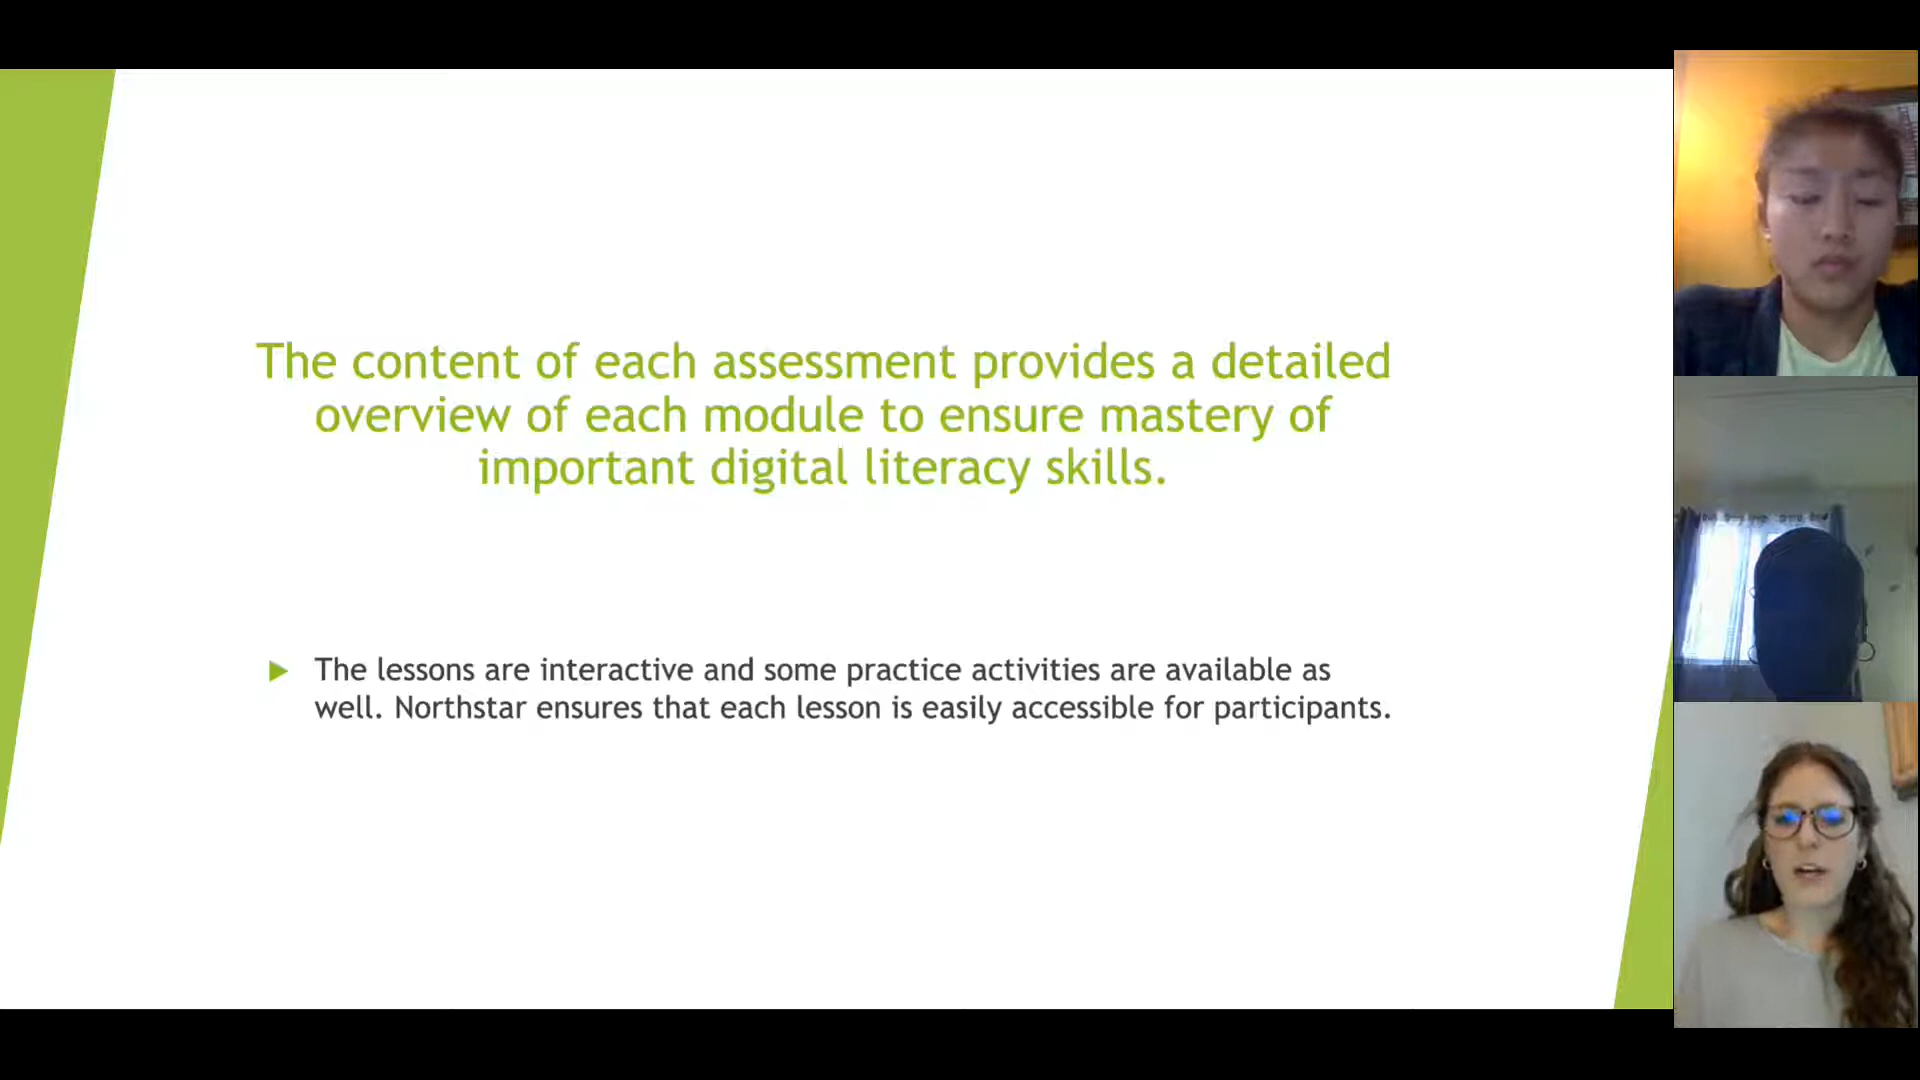 The content of each assessment provides a detailed
overview of each module to ensure mastery of
important digital literacy skills.
The lessons are interactive and some practice activities are available as
well. Northstar ensures that each lesson is easily accessible for participants.